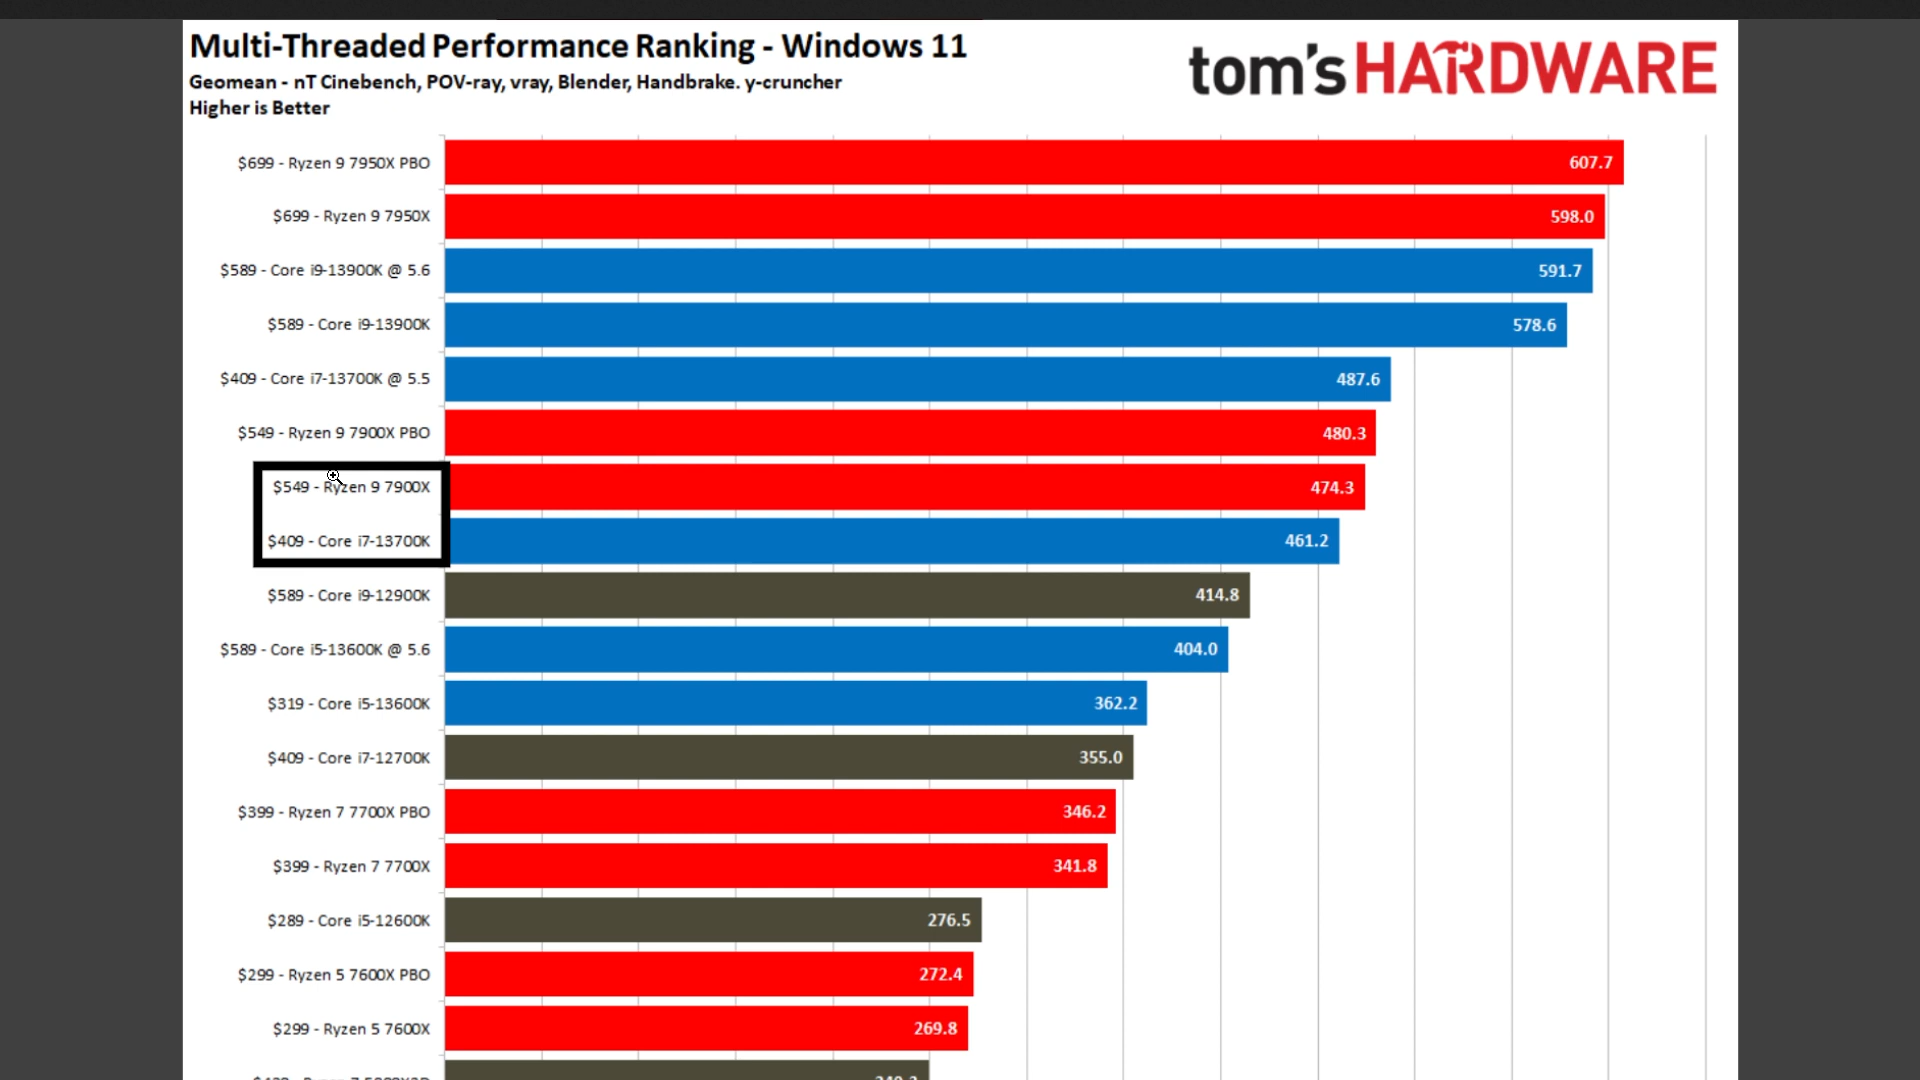 Multi-Threaded Performance Ranking - Windows 11
Geomean - nT Cinebench, POV-ray, vray, Blender, Handbrake. y-cruncher
Higher is Better
tom's HARDWARE
$699 - Ryzen 9 7950X PBO 607.7
$699 - Ryzen 9 7950X 598.0
$589 - Core i9-13900K @ 5.6 591.7
$589 - Core i9-13900K 578.6
$409 - Core i7-13700K @ 5.5 487.6
$549 - Ryzen 9 7900X PBO 480.3
$549 - Ryzen 9 7900X 474.3
$409 - Core i7-13700K 461.2
$589 - Core i9-12900K 414.8
$589 - Core i5-13600K @ 5.6 404.0
$319 - Core i5-13600K 362.2
$409 - Core i7-12700K 355.0
$399 - Ryzen 7 7700X PBO 346.2
$399 - Ryzen 7 7700X 341.8
$289 - Core i5-12600K 276.5
$299 - Ryzen 5 7600X PBO 272.4
$299 - Ryzen 5 7600X 269.8